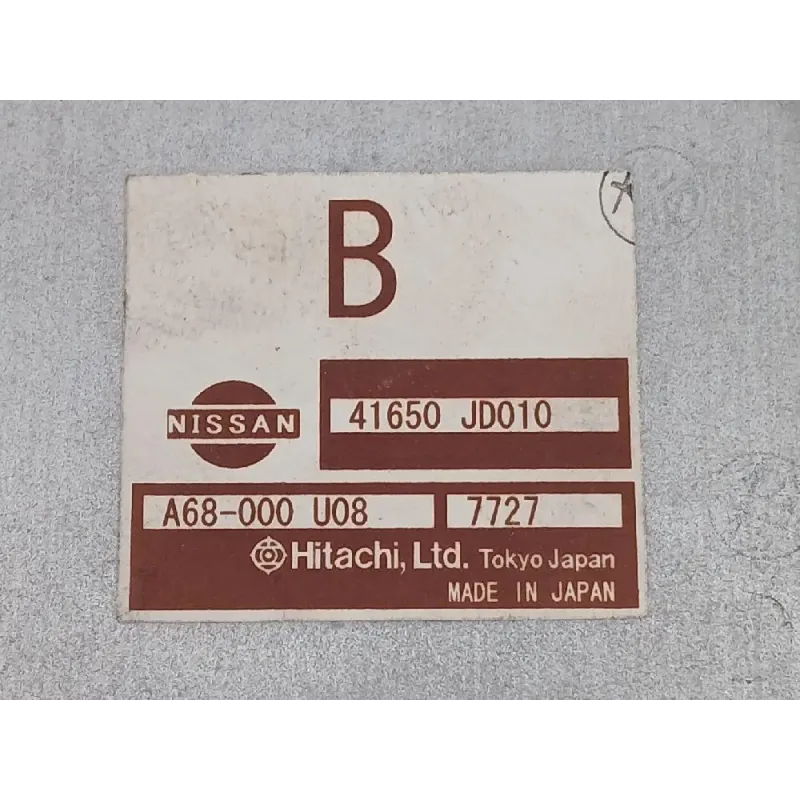 B
NISSAN
41650 JD010
A68-000 U08
7727
Hitachi, Ltd. Tokyo Japan
MADE IN JAPAN